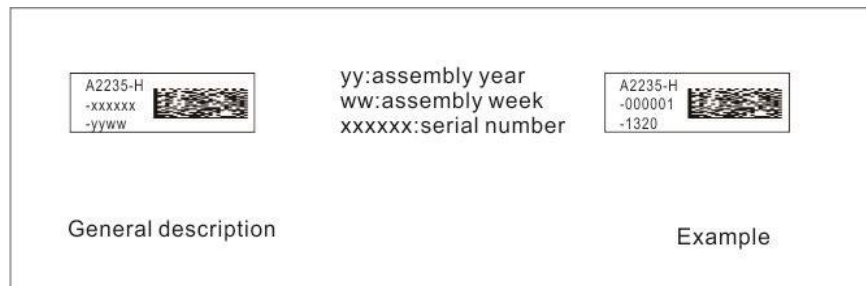 A2235-H
-xxxxxx
-yyww
yy:assembly year
ww:assembly week
xxxxxx:serial number
A2235-H
-000001
-1320
General description
Example